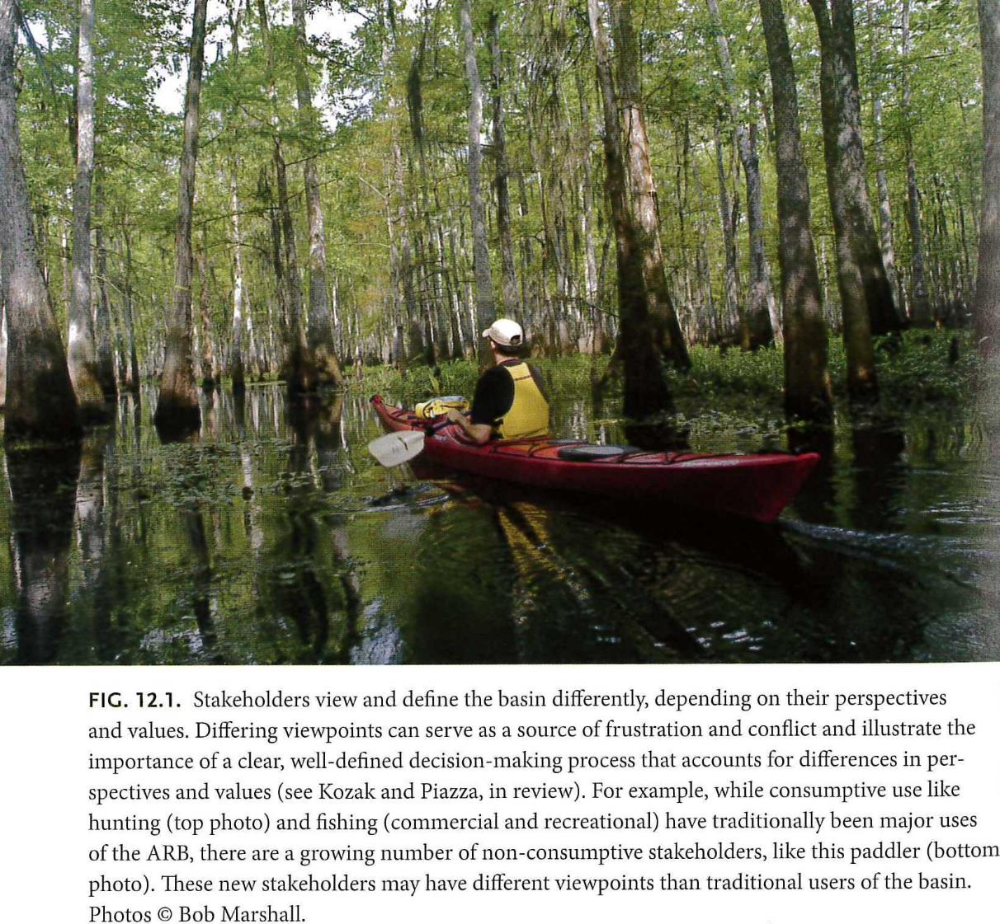 FIG. 12.1. Stakeholders view and define the basin differently, depending on their perspectives
and values. Differing viewpoints can serve as a source of frustration and conflict and illustrate the
importance of a clear, well-defined decision-making process that accounts for differences in per-
spectives and values (see Kozak and Piazza, in review). For example, while consumptive use like
hunting (top photo) and fishing (commercial and recreational) have traditionally been major uses
of the ARB, there are a growing number of non-consumptive stakeholders, like this paddler (bottom
photo). These new stakeholders may have different viewpoints than traditional users of the basin.
Photos © Bob Marshall.